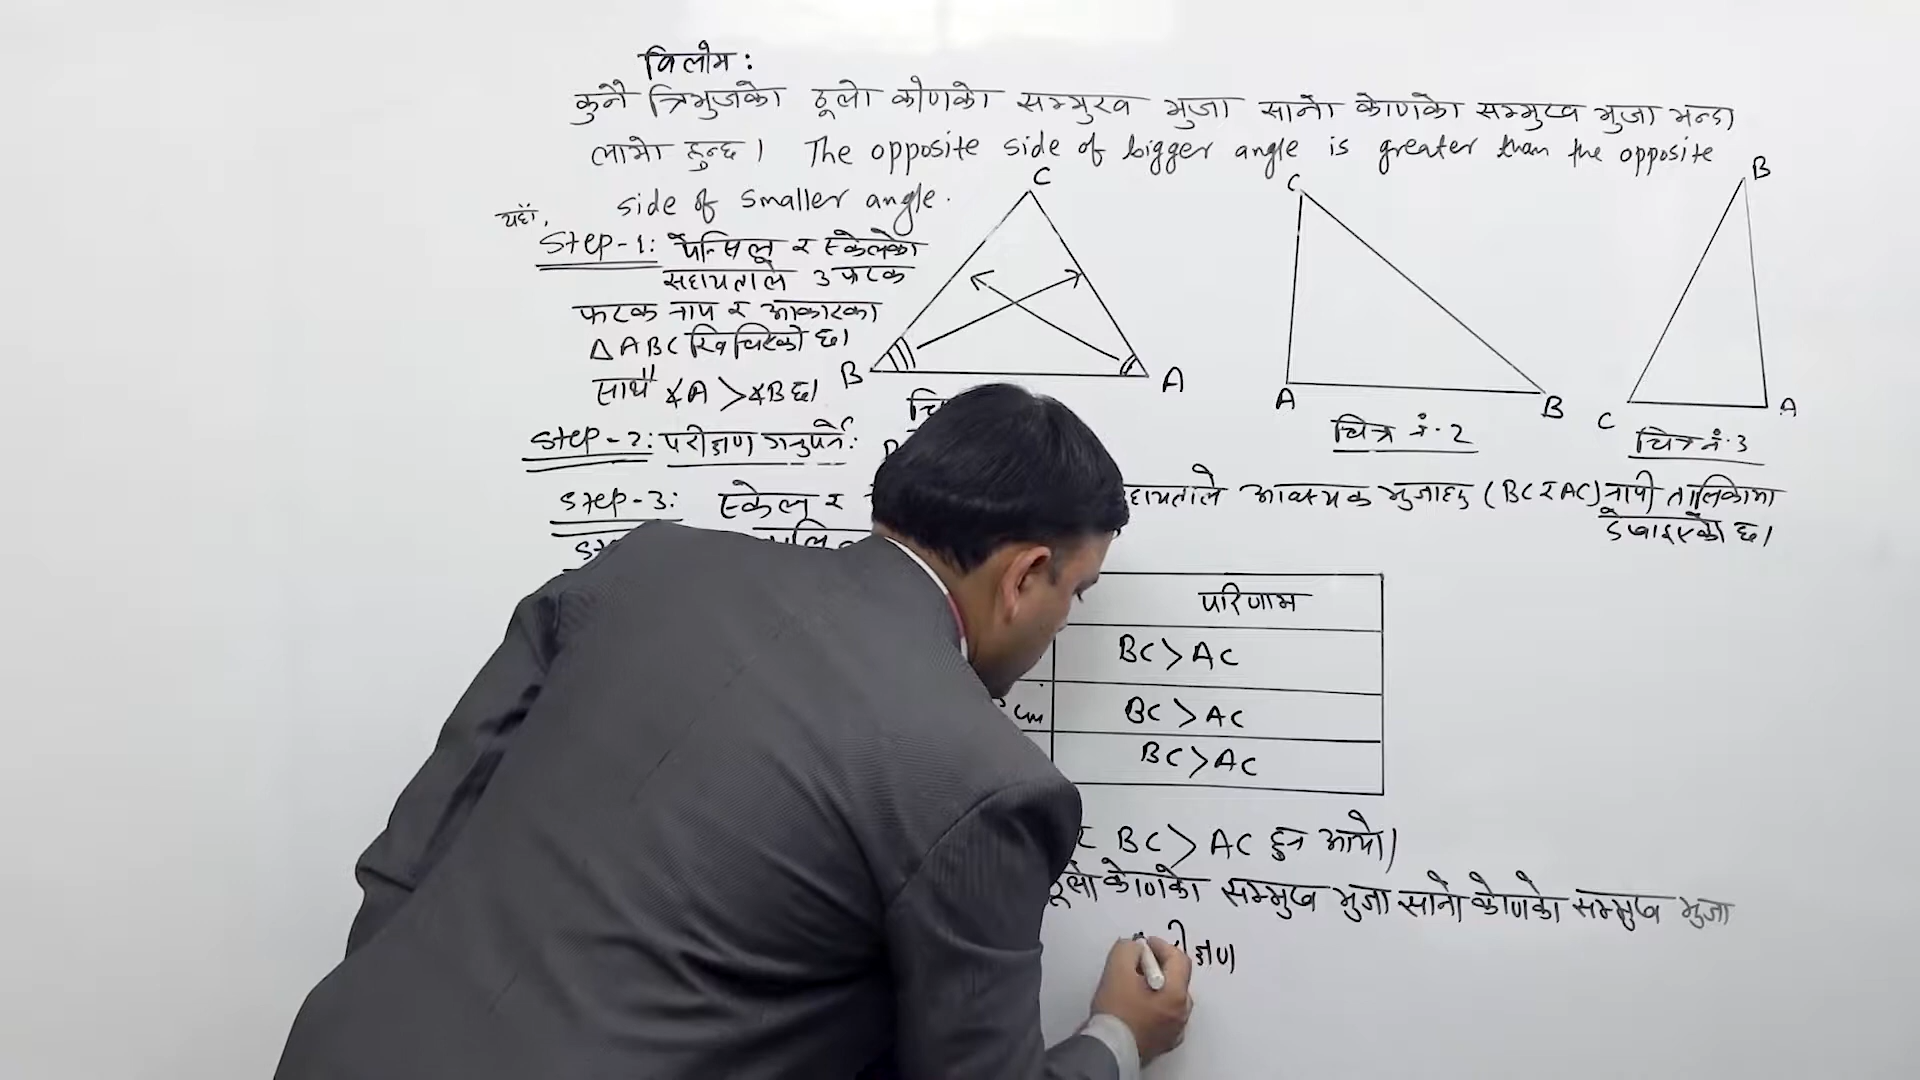 विलोम :
कुनै त्रिभुजको ठूलो कोणको सम्मुख भुजा सानो कोणको सम्मुख भुजा भन्दा
लामो हुन्छ। The opposite side of bigger angle is greater than the opposite
side of smaller angle.
यहाँ,
Step-1: पेन्सिल र स्केलको
सहायताले 3 फरक
फरक नाप र आकारका
△ABC खिचिएको छ।
साथै ∡A > ∡B छ।
C
B
A
C
A
B
चित्र नं. 2
B
C
A
चित्र नं. 3
Step-2: परीक्षण गर्नुपर्ने:
Step-3: स्केल र
आवश्यक भुजाहरु (BC र AC) नापी तालिकामा
देखाइएको छ।
परिणाम
BC > AC
cm
BC > AC
BC > AC
BC > AC हुन आयो।
ठूलो कोणको सम्मुख भुजा सानो कोणको सम्मुख भुजा